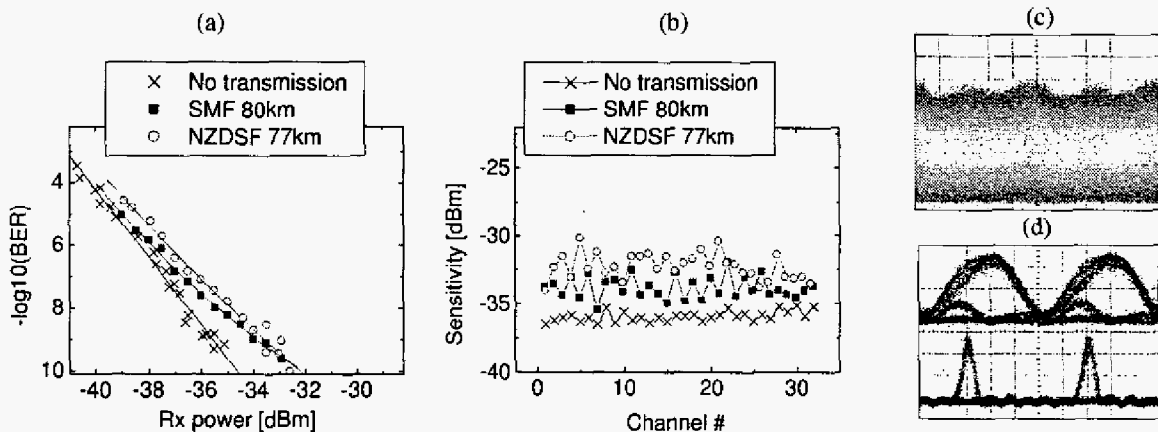 (a)
No transmission
SMF 80km
NZDSF 77km
-log10(BER)
4
6
8
10
-40
-38
-36
-34
-32
-30
Rx power [dBm]
(b)
No transmission
SMF 80km
NZDSF 77km
Sensitivity [dBm]
-25
-30
-35
-40
0
10
20
30
Channel #
(c)
(d)